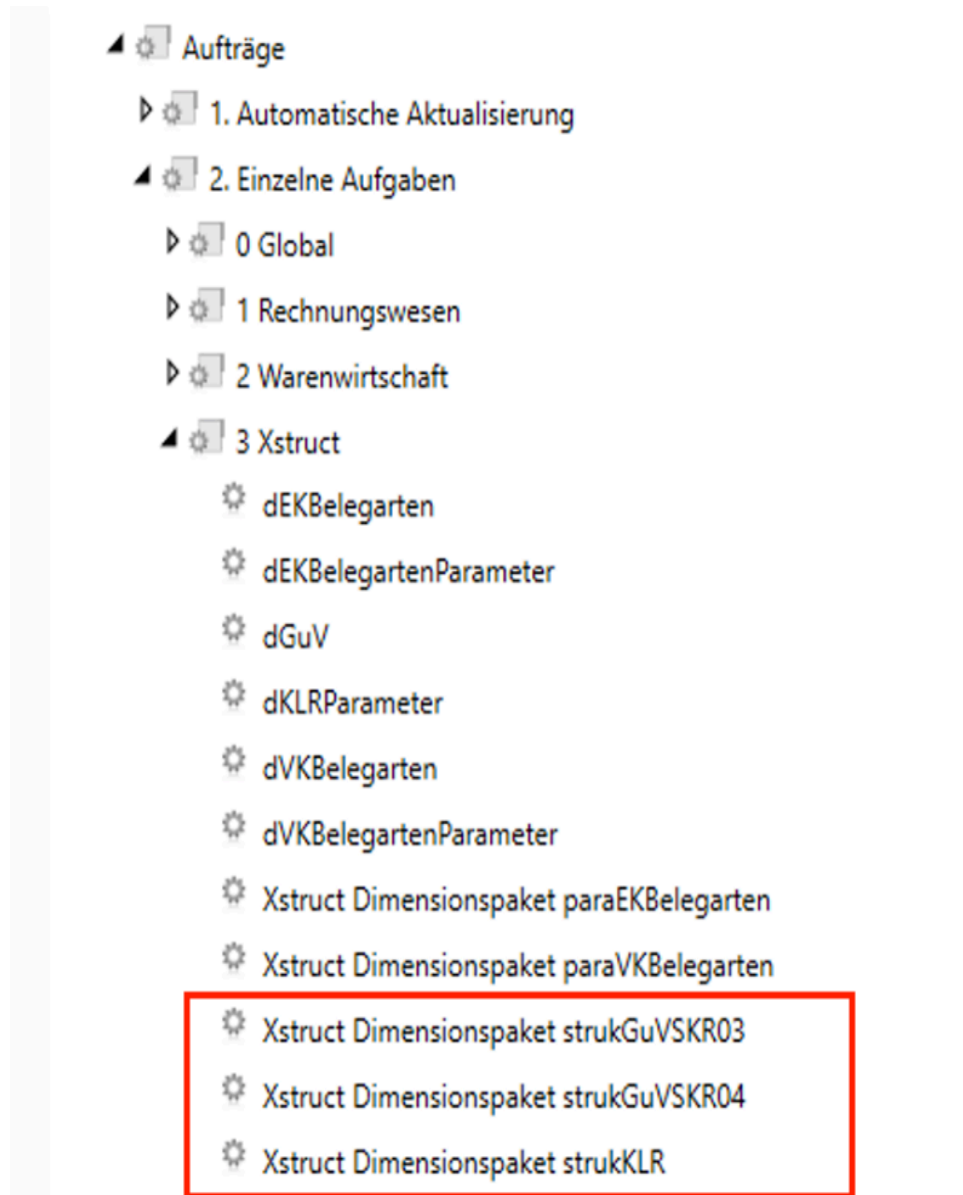 Aufträge
1. Automatische Aktualisierung
2. Einzelne Aufgaben
0 Global
1 Rechnungswesen
2 Warenwirtschaft
3 Xstruct
dEKBelegarten
dEKBelegartenParameter
dGuV
dKLRParameter
dVKBelegarten
dVKBelegartenParameter
Xstruct Dimensionspaket paraEKBelegarten
Xstruct Dimensionspaket paraVKBelegarten
Xstruct Dimensionspaket strukGuVSKR03
Xstruct Dimensionspaket strukGuVSKR04
Xstruct Dimensionspaket strukKLR